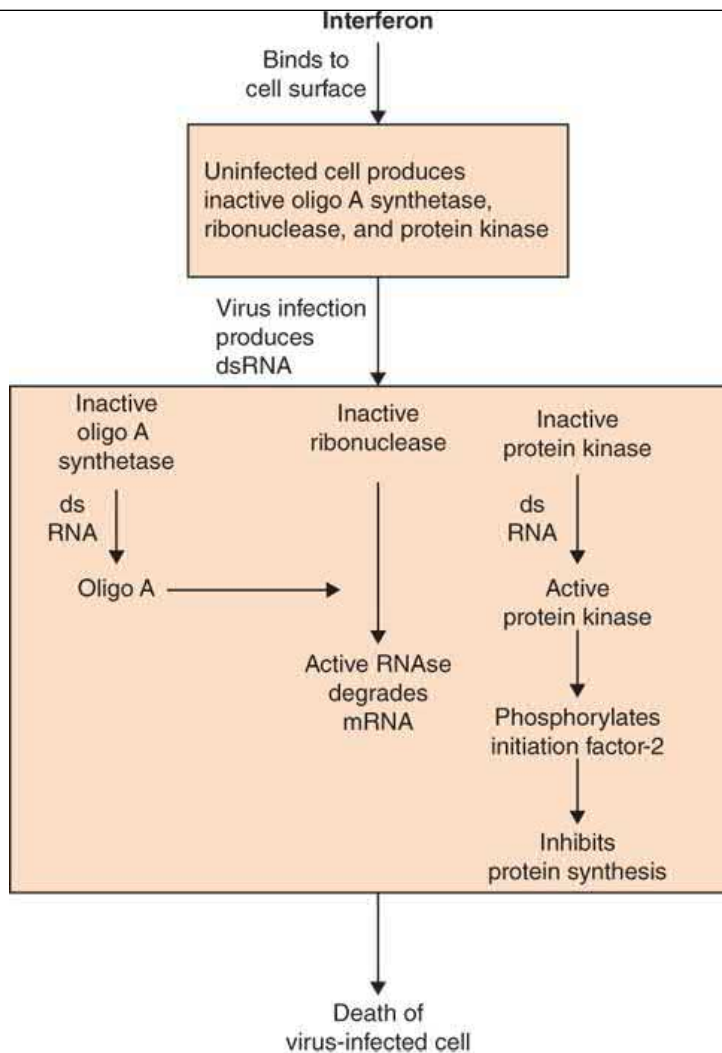 Interferon
Binds to
cell surface
Uninfected cell produces
inactive oligo A synthetase,
ribonuclease, and protein kinase
Virus infection
produces
dsRNA
Inactive
oligo A
synthetase
Inactive
ribonuclease
Inactive
protein kinase
ds
RNA
ds
RNA
Oligo A
Active
protein kinase
Active RNAse
degrades
mRNA
Phosphorylates
initiation factor-2
Inhibits
protein synthesis
Death of
virus-infected cell